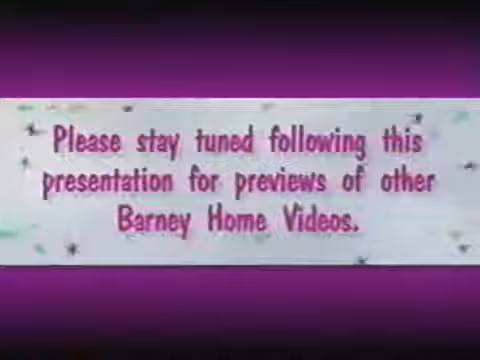 Please stay tuned following this
presentation for previews of other
Barney Home Videos.